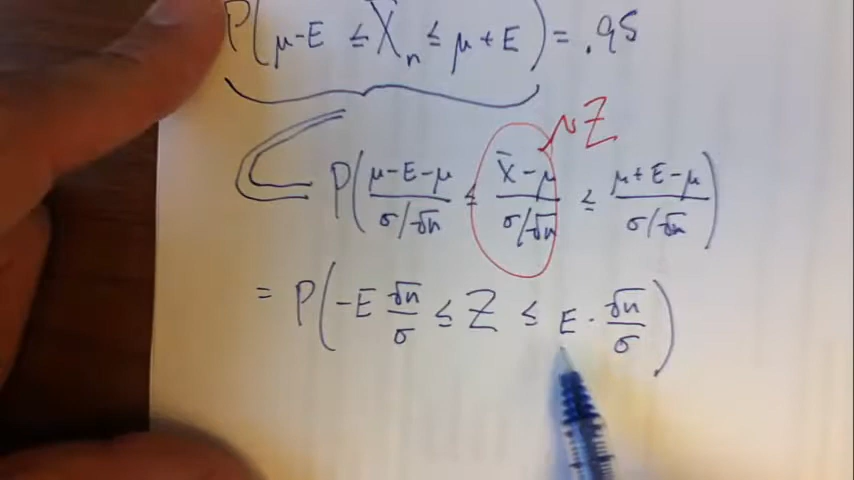 P(μ-E ≤ X̄ₙ ≤ μ+E) = .95
~Z
P(μ-E-μ / σ/√n ≤ X̄-μ / σ/√n ≤ μ+E-μ / σ/√n)
= P(-E √n/σ ≤ Z ≤ E · √n/σ)